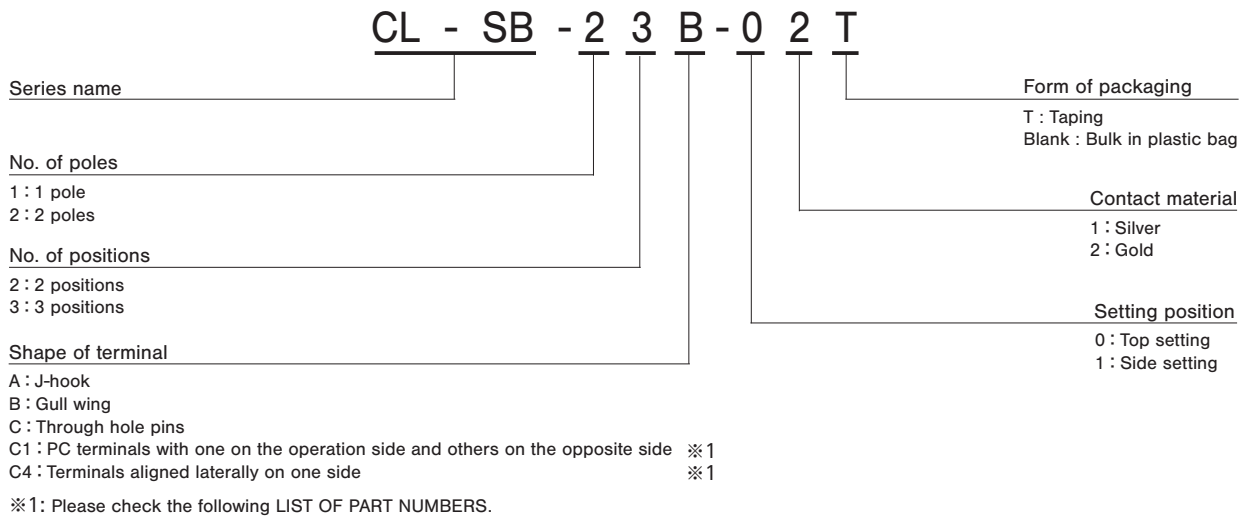 CL - SB - 2 3 B - 0 2 T
Series name
No. of poles
1 : 1 pole
2 : 2 poles
No. of positions
2 : 2 positions
3 : 3 positions
Shape of terminal
A : J-hook
B : Gull wing
C : Through hole pins
C1 : PC terminals with one on the operation side and others on the opposite side ※1
C4 : Terminals aligned laterally on one side ※1
※1: Please check the following LIST OF PART NUMBERS.
Form of packaging
T : Taping
Blank : Bulk in plastic bag
Contact material
1 : Silver
2 : Gold
Setting position
0 : Top setting
1 : Side setting